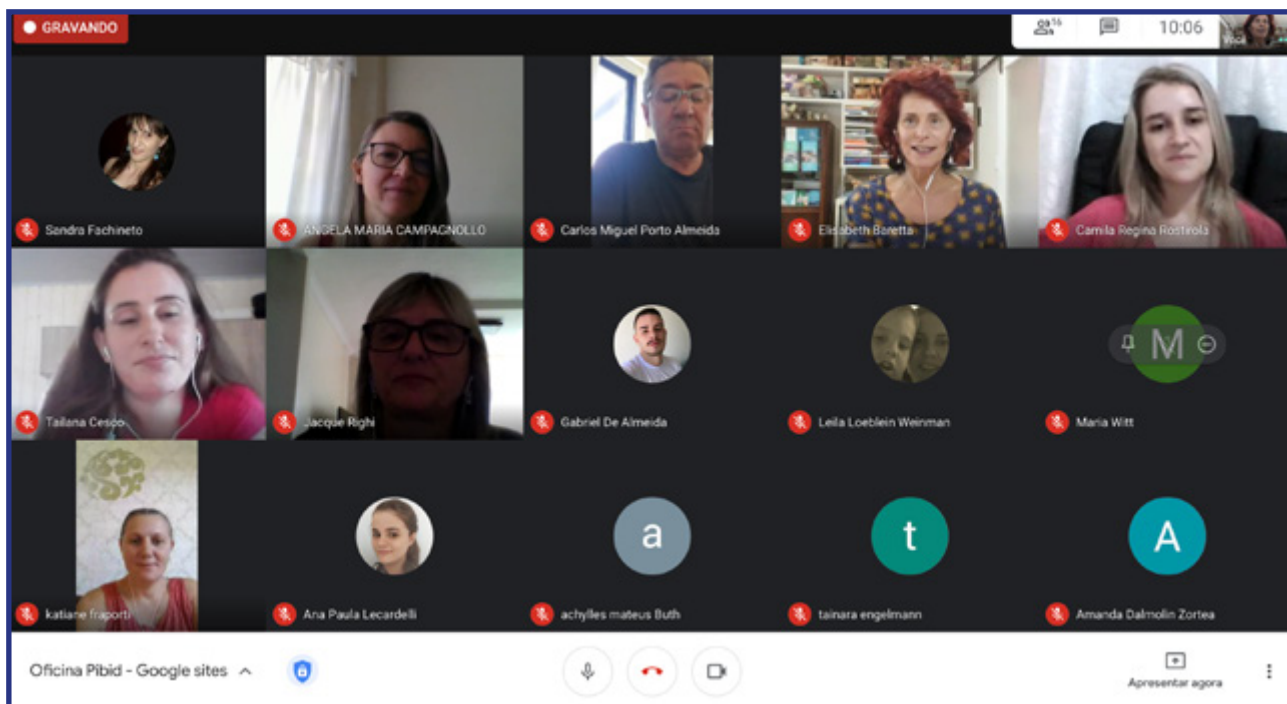 GRAVANDO
16
10:06
Sandra Fachineto
ANGELA MARIA CAMPAGNOLLO
Carlos Miguel Porto Almeida
Elisabeth Baretta
Camila Regina Rostirola
Tailana Cesco
Jacque Righi
Gabriel De Almeida
Leila Loeblein Weinman
M
Maria Witt
katiane fraporti
Ana Paula Lecardelli
a
achylles mateus Buth
t
tainara engelmann
A
Amanda Dalmolin Zortea
Oficina Pibid - Google sites
Apresentar agora